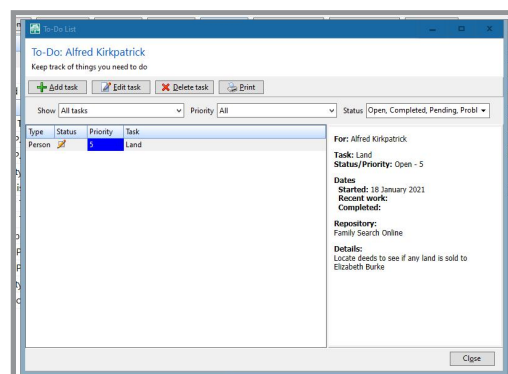 To-Do List
To-Do: Alfred Kirkpatrick
Keep track of things you need to do
Add task Edit task Delete task Print
Show All tasks Priority All Status Open, Completed, Pending, Probl
Type Status Priority Task
Person 5 Land
For: Alfred Kirkpatrick
Task: Land
Status/Priority: Open - 5
Dates
Started: 18 January 2021
Recent work:
Completed:
Repository:
Family Search Online
Details:
Locate deeds to see if any land is sold to
Elizabeth Burke
Close